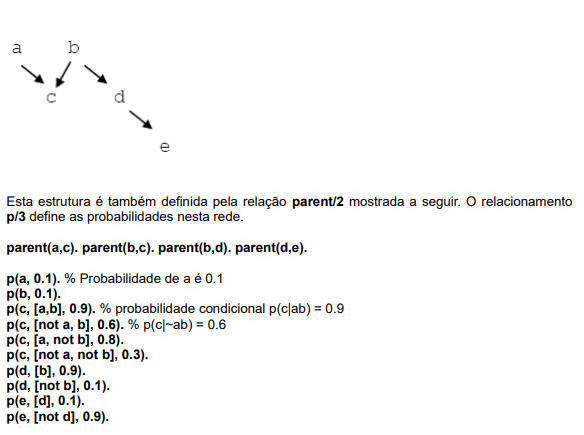 a b
c d
e
Esta estrutura é também definida pela relação parent/2 mostrada a seguir. O relacionamento
p/3 define as probabilidades nesta rede.
parent(a,c). parent(b,c). parent(b,d). parent(d,e).
p(a, 0.1). % Probabilidade de a é 0.1
p(b, 0.1).
p(c, [a,b], 0.9). % probabilidade condicional p(c|ab) = 0.9
p(c, [not a, b], 0.6). % p(c|~ab) = 0.6
p(c, [a, not b], 0.8).
p(c, [not a, not b], 0.3).
p(d, [b], 0.9).
p(d, [not b], 0.1).
p(e, [d], 0.1).
p(e, [not d], 0.9).